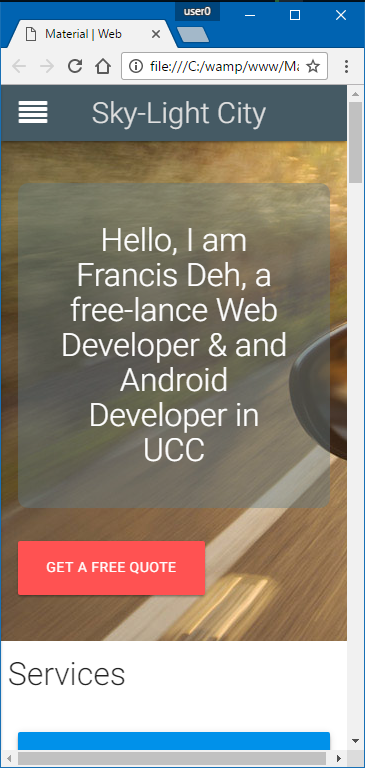 user0
Material | Web
file:///C:/wamp/www/Ma
Sky-Light City
Hello, I am
Francis Deh, a
free-lance Web
Developer & and
Android
Developer in
UCC
GET A FREE QUOTE
Services